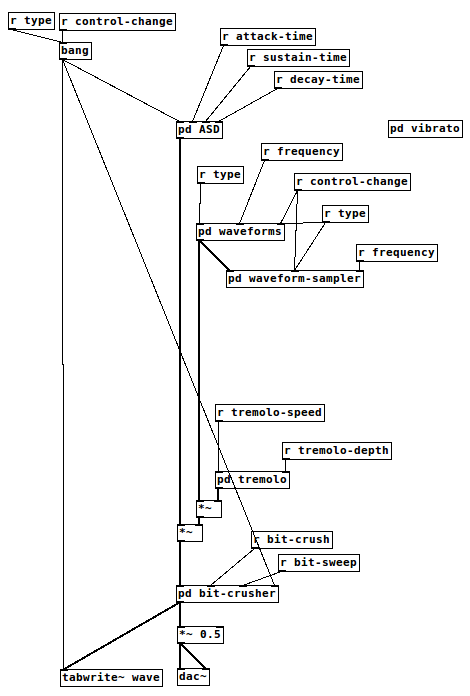 r type
r control-change
bang
r attack-time
r sustain-time
r decay-time
pd ASD
pd vibrato
r frequency
r type
r control-change
r type
pd waveforms
r frequency
pd waveform-sampler
r tremolo-speed
r tremolo-depth
pd tremolo
*~
*~
r bit-crush
r bit-sweep
pd bit-crusher
*~ 0.5
tabwrite~ wave
dac~